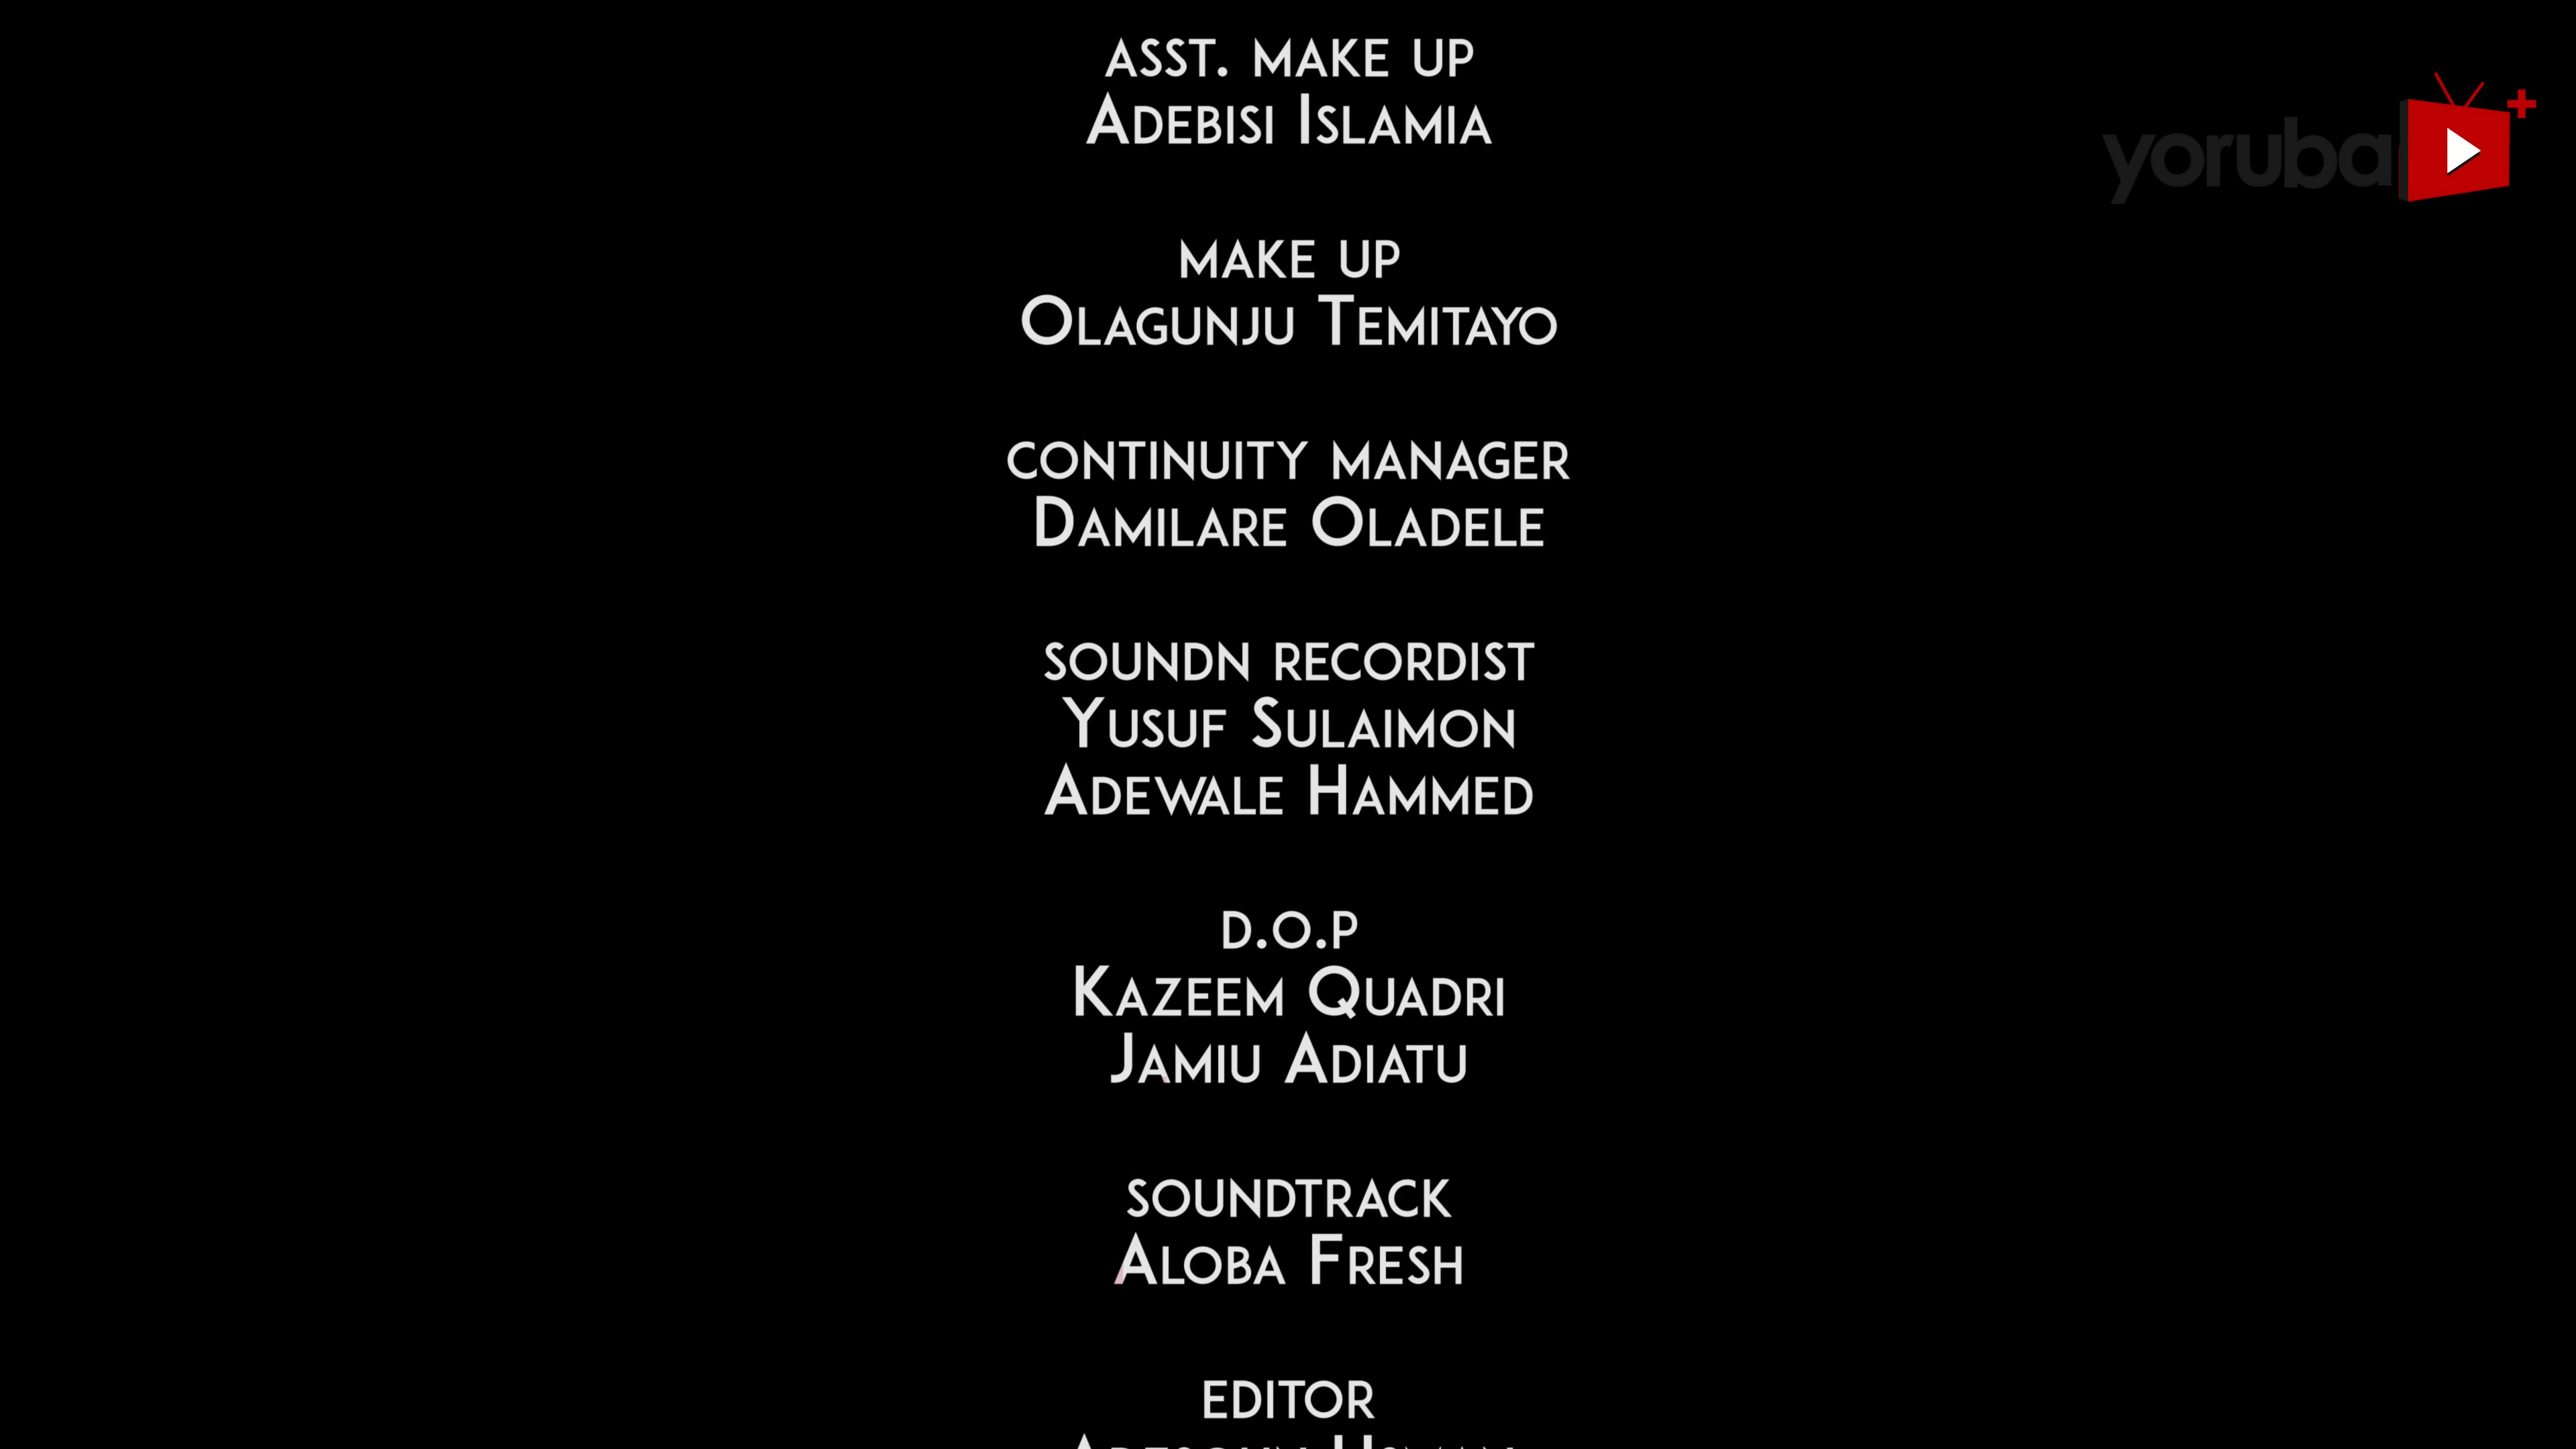 ASST. MAKE UP
ADEBISI ISLAMIA
yoruba
MAKE UP
OLAGUNJU TEMITAYO
CONTINUITY MANAGER
DAMILARE OLADELE
SOUNDN RECORDIST
YUSUF SULAIMON
ADEWALE HAMMED
D.O.P
KAZEEM QUADRI
JAMIU ADIATU
SOUNDTRACK
ALOBA FRESH
EDITOR